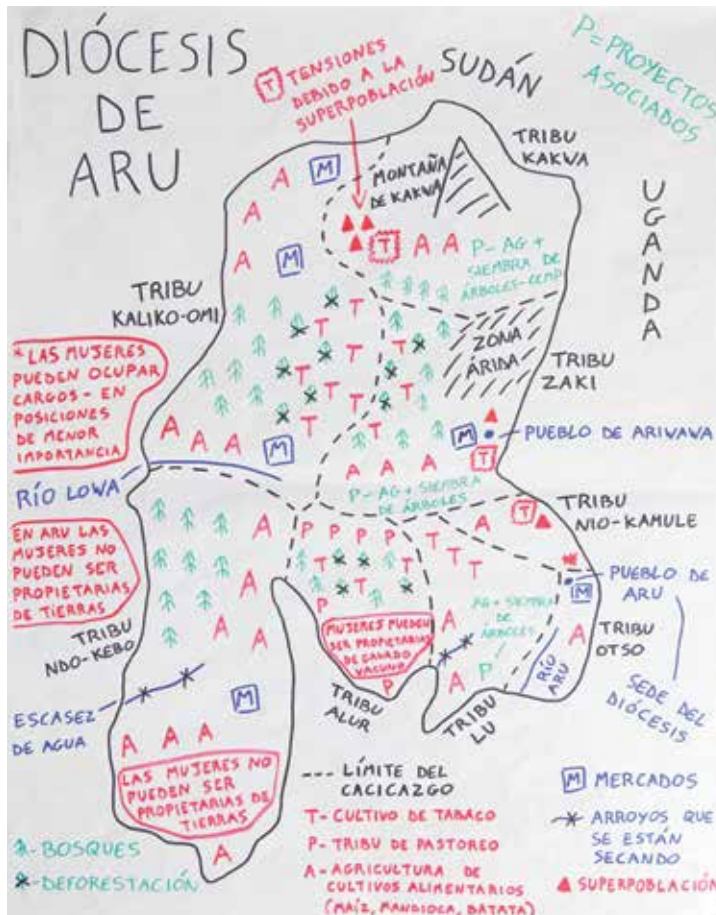 DIÓCESIS
DE
ARU
T TENSIONES
DEBIDO A LA
SUPERPOBLACIÓN
SUDÁN
P=PROYECTOS
ASOCIADOS
TRIBU
KAKWA
MONTAÑA
DE KAKWA
UGANDA
A
M
A
A
M
T
A A
P-AG+
SIEMBRA DE
ÁRBOLES-CEMP
TRIBU
KALIKO-OMI
T
T
T
T
T
T
T
T
T
T
T
ZONA
ÁRIDA
TRIBU
ZAKI
* LAS MUJERES
PUEDEN OCUPAR
CARGOS - EN
POSICIONES
DE MENOR
IMPORTANCIA
A A A A
M
M
PUEBLO DE ARIWAWA
T
A A A A
P-AG+SIEMBRA
DE ÁRBOLES
RÍO LOWA
EN ARU LAS
MUJERES NO
PUEDEN SER
PROPIETARIAS
DE TIERRAS
A
P P P P
T T T T
A
T
TRIBU
NIO-KAMULE
T T
T T
P
A
A
A A
PUEBLO DE
ARU
M
A
TRIBU
OTSO
AG+SIEMBRA
DE
ÁRBOLES
A
A P
RÍO
ARU
SEDE DEL
DIÓCESIS
MUJERES PUEDEN
SER PROPIETARIAS
DE GANADO
VACUNO
P
TRIBU
NDO-KEBO
TRIBU
ALUR
TRIBU
LU
ESCASEZ
DE AGUA
M
A A A
LAS MUJERES NO
PUEDEN SER
PROPIETARIAS DE
TIERRAS
A
--- LÍMITE DEL
CACICAZGO
T- CULTIVO DE TABACO
P- TRIBU DE PASTOREO
A- AGRICULTURA DE
CULTIVOS ALIMENTARIOS
(MAÍZ, MANDIOCA, BATATA)
M MERCADOS
ARROYOS QUE
SE ESTÁN
SECANDO
SUPERPOBLACIÓN
-BOSQUES
-DEFORESTACIÓN